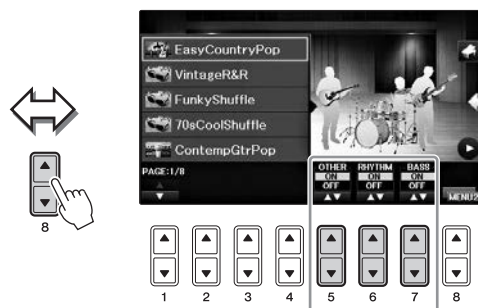 EasyCountryPop
VintageR&R
FunkyShuffle
70sCoolShuffle
ContempGtrPop
PAGE:1/8
OTHER RHYTHM BASS
ON ON ON
OFF OFF OFF
MENU2
8
1 2 3 4 5 6 7 8